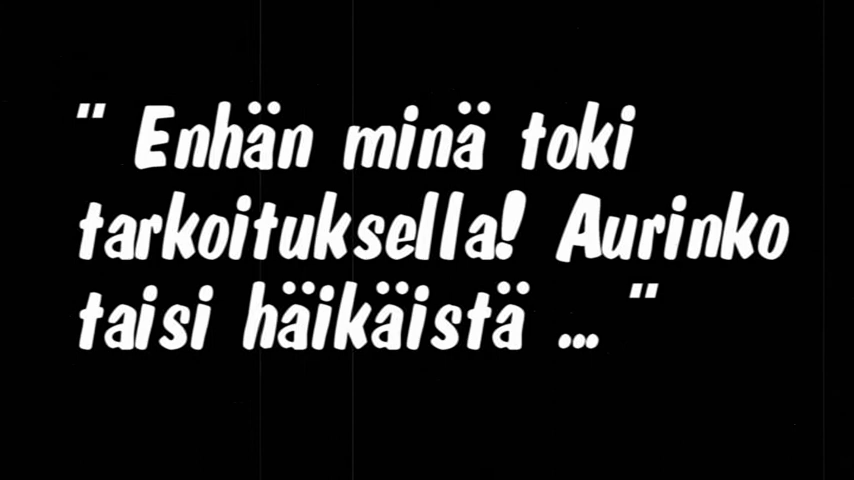 " Enhän minä toki
tarkoituksella! Aurinko
taisi häikäistä ... "